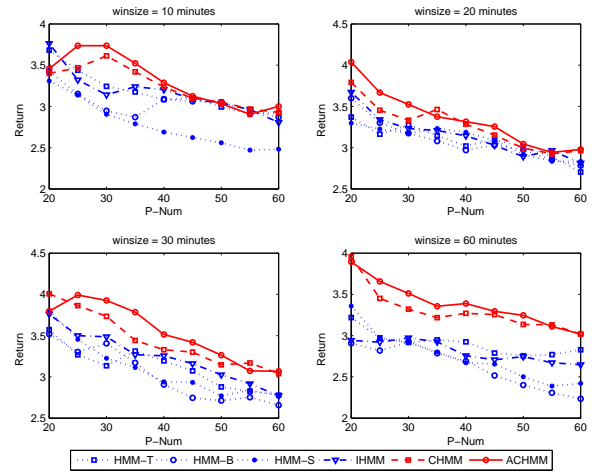 winsize = 10 minutes
4
3.5
3
2.5
2
Return
20 30 40 50 60
P-Num
winsize = 20 minutes
4.5
4
3.5
3
2.5
Return
20 30 40 50 60
P-Num
winsize = 30 minutes
4.5
4
3.5
3
2.5
Return
20 30 40 50 60
P-Num
winsize = 60 minutes
4
3.5
3
2.5
2
Return
20 30 40 50 60
P-Num
HMM-T HMM-B HMM-S IHMM CHMM ACHMM